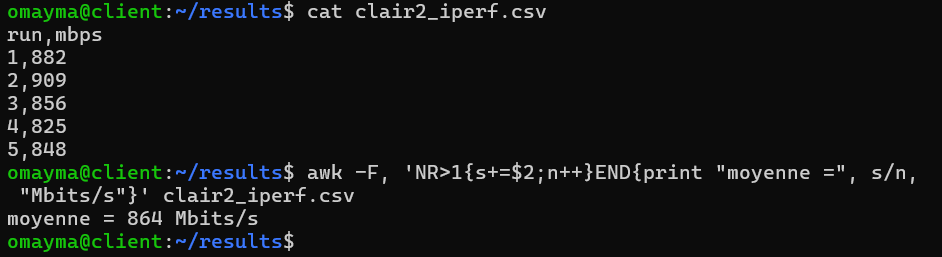 omayma@client:~/results$ cat clair2_iperf.csv
run,mbps
1,882
2,909
3,856
4,825
5,848
omayma@client:~/results$ awk -F, 'NR>1{s+=$2;n++}END{print "moyenne =", s/n,
 "Mbits/s"}' clair2_iperf.csv
moyenne = 864 Mbits/s
omayma@client:~/results$